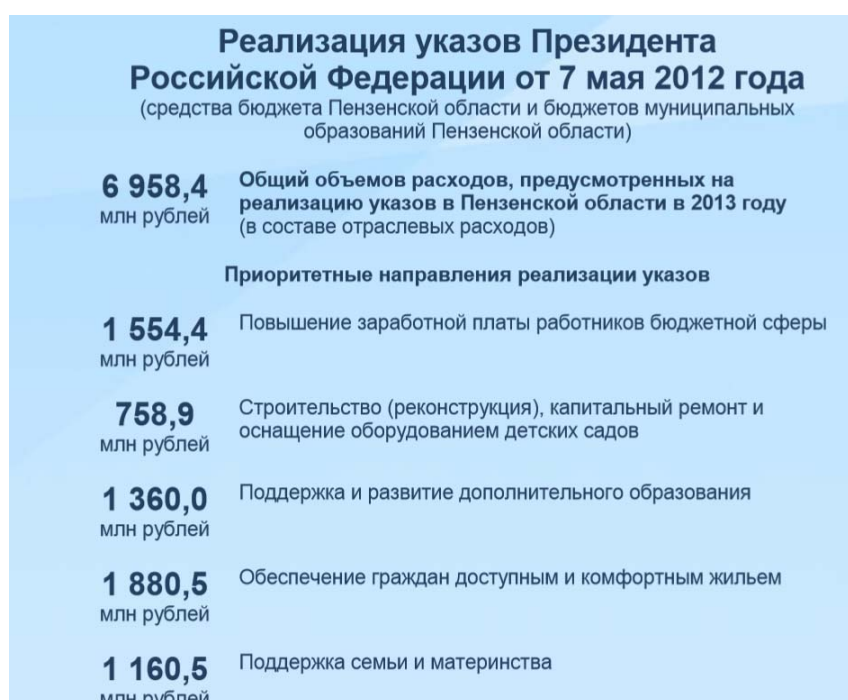 Реализация указов Президента
Российской Федерации от 7 мая 2012 года
(средства бюджета Пензенской области и бюджетов муниципальных
образований Пензенской области)
6 958,4
млн рублей
Общий объемов расходов, предусмотренных на
реализацию указов в Пензенской области в 2013 году
(в составе отраслевых расходов)
Приоритетные направления реализации указов
1 554,4
млн рублей
Повышение заработной платы работников бюджетной сферы
758,9
млн рублей
Строительство (реконструкция), капитальный ремонт и
оснащение оборудованием детских садов
1 360,0
млн рублей
Поддержка и развитие дополнительного образования
1 880,5
млн рублей
Обеспечение граждан доступным и комфортным жильем
1 160,5
млн рублей
Поддержка семьи и материнства